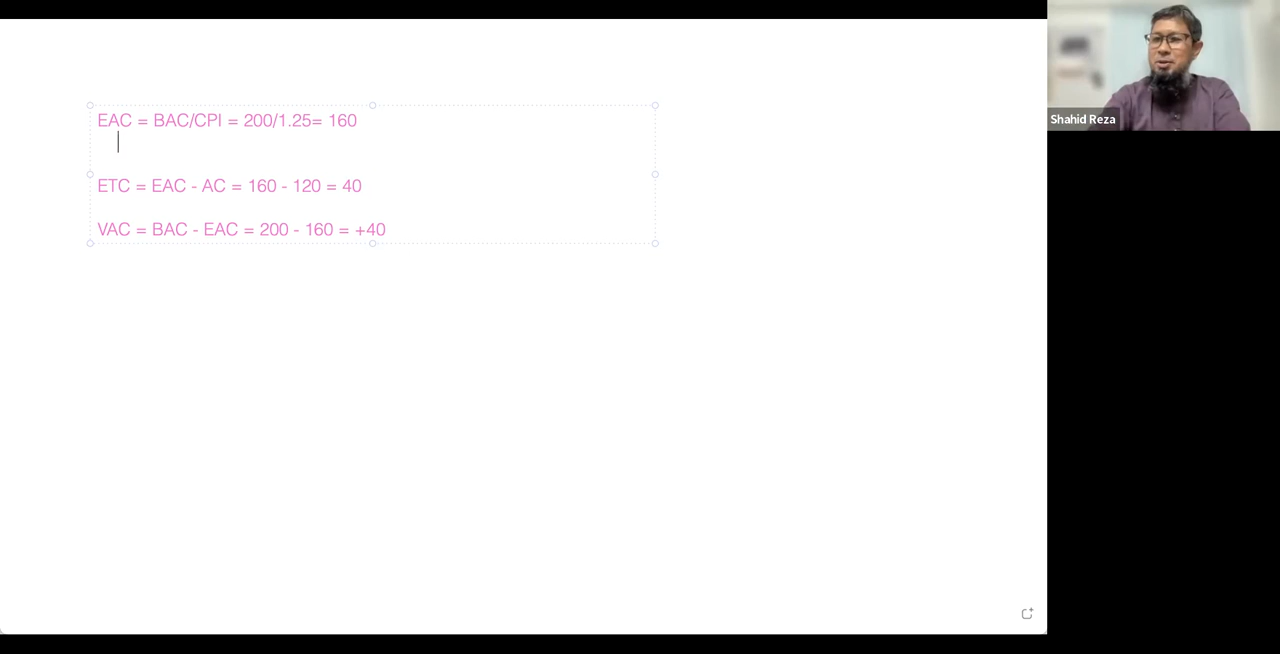 EAC = BAC/CPI = 200/1.25= 160
ETC = EAC - AC = 160 - 120 = 40
VAC = BAC - EAC = 200 - 160 = +40
Shahid Reza